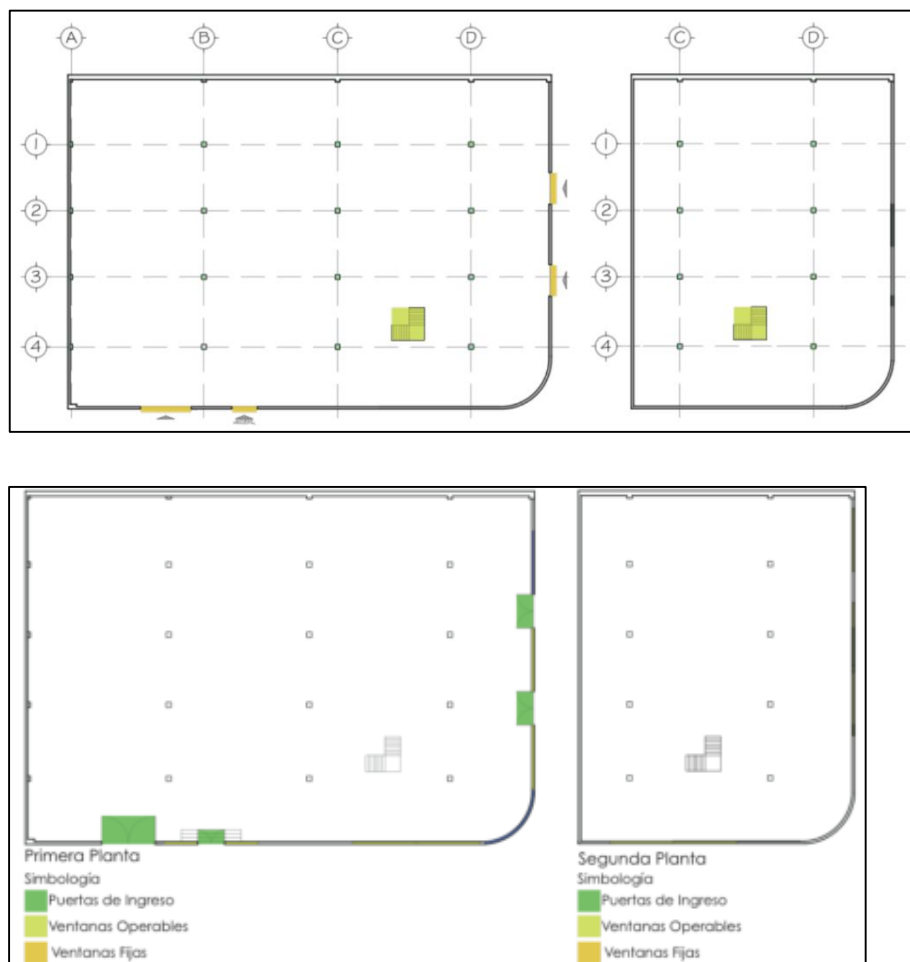 A B C D C D
1 1
2 2
3 3
4 4
Primera Planta
Simbología
Puertas de Ingreso
Ventanas Operables
Ventanas Fijas
Segunda Planta
Simbología
Puertas de Ingreso
Ventanas Operables
Ventanas Fijas